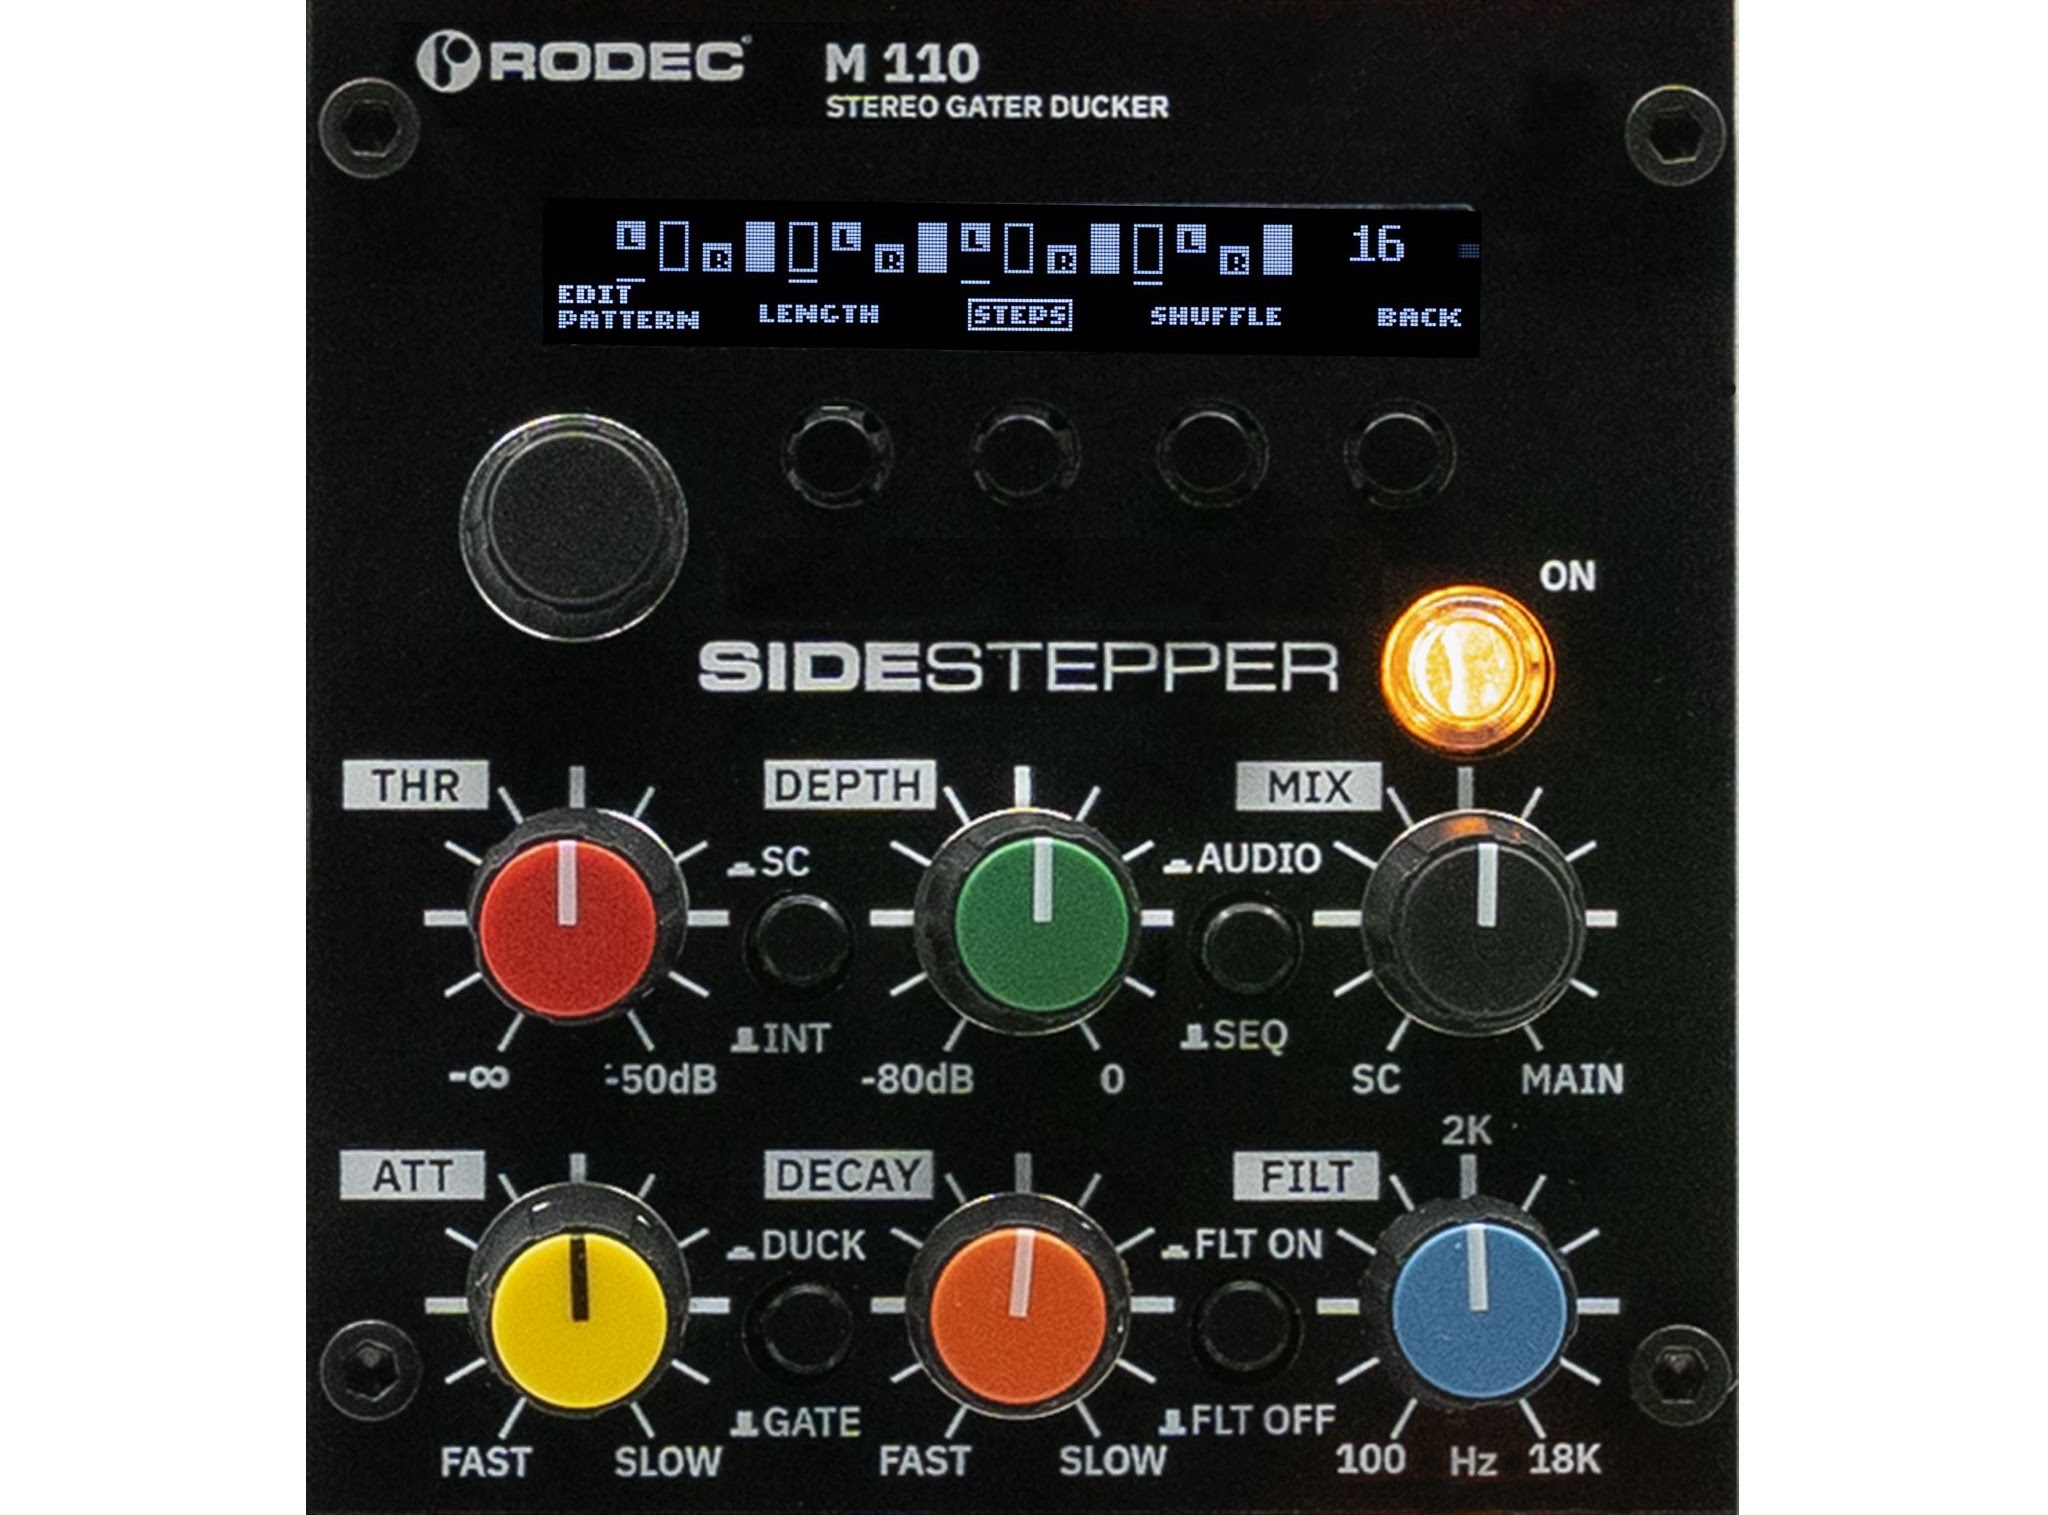 RODEC
M 110
STEREO GATER DUCKER
L R L R L R L R 16
EDIT
PATTERN
LENGTH
STEPS
SHUFFLE
BACK
ON
SIDESTEPPER
THR
DEPTH
MIX
SC
AUDIO
INT
SEQ
-∞
-50dB
-80dB
0
SC
MAIN
2K
ATT
DECAY
FILT
DUCK
FLT ON
GATE
FLT OFF
FAST
SLOW
FAST
SLOW
100
Hz
18K